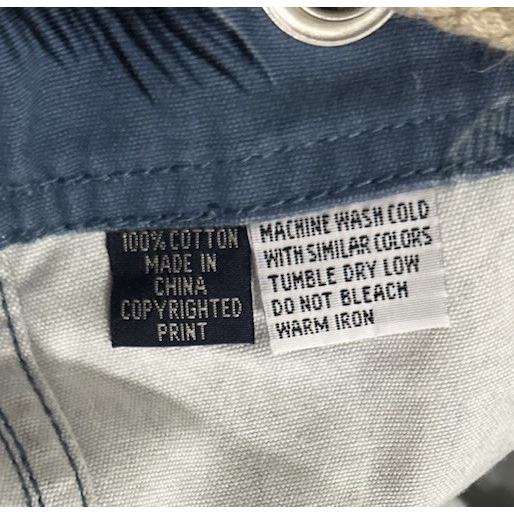 100% COTTON
MADE IN
CHINA
COPYRIGHTED
PRINT
MACHINE WASH COLD
WITH SIMILAR COLORS
TUMBLE DRY LOW
DO NOT BLEACH
WARM IRON